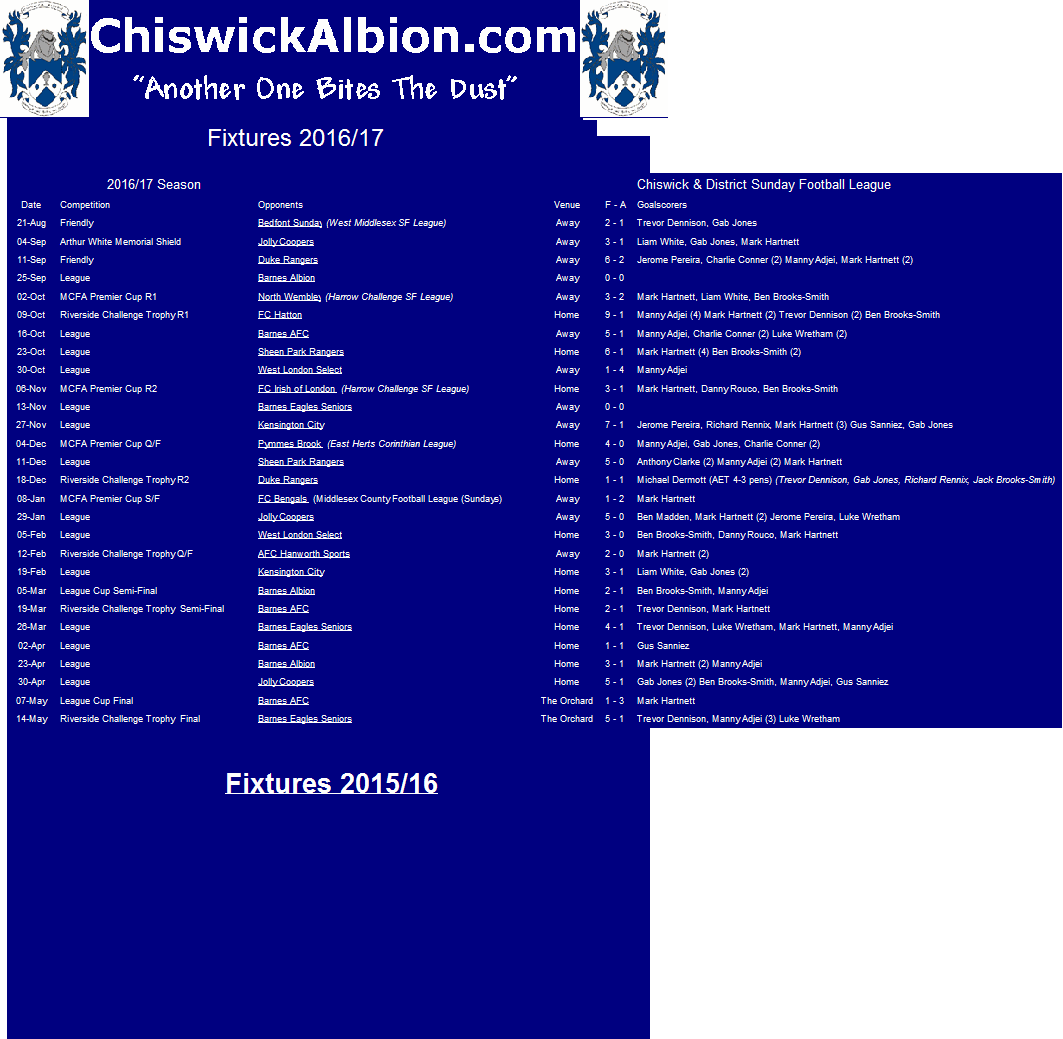 ChiswickAlbion.com
“Another One Bites The Dust”
Fixtures 2016/17
2016/17 Season Chiswick & District Sunday Football League
Date Competition Opponents Venue F - A Goalscorers
21-Aug Friendly Bedfont Sunday (West Middlesex SF League) Away 2 - 1 Trevor Dennison, Gab Jones
04-Sep Arthur White Memorial Shield Jolly Coopers Away 3 - 1 Liam White, Gab Jones, Mark Hartnett
11-Sep Friendly Duke Rangers Away 6 - 2 Jerome Pereira, Charlie Conner (2) Manny Adjei, Mark Hartnett (2)
25-Sep League Barnes Albion Away 0 - 0
02-Oct MCFA Premier Cup R1 North Wembley (Harrow Challenge SF League) Away 3 - 2 Mark Hartnett, Liam White, Ben Brooks-Smith
09-Oct Riverside Challenge Trophy R1 FC Hatton Home 9 - 1 Manny Adjei (4) Mark Hartnett (2) Trevor Dennison (2) Ben Brooks-Smith
16-Oct League Barnes AFC Away 5 - 1 Manny Adjei, Charlie Conner (2) Luke Wretham (2)
23-Oct League Sheen Park Rangers Home 6 - 1 Mark Hartnett (4) Ben Brooks-Smith (2)
30-Oct League West London Select Away 1 - 4 Manny Adjei
06-Nov MCFA Premier Cup R2 FC Irish of London (Harrow Challenge SF League) Home 3 - 1 Mark Hartnett, Danny Rouco, Ben Brooks-Smith
13-Nov League Barnes Eagles Seniors Away 0 - 0
27-Nov League Kensington City Away 7 - 1 Jerome Pereira, Richard Rennix, Mark Hartnett (3) Gus Sanniez, Gab Jones
04-Dec MCFA Premier Cup Q/F Pymmes Brook (East Herts Corinthian League) Home 4 - 0 Manny Adjei, Gab Jones, Charlie Conner (2)
11-Dec League Sheen Park Rangers Away 5 - 0 Anthony Clarke (2) Manny Adjei (2) Mark Hartnett
18-Dec Riverside Challenge Trophy R2 Duke Rangers Home 1 - 1 Michael Dermott (AET 4-3 pens) (Trevor Dennison, Gab Jones, Richard Rennix, Jack Brooks-Smith)
08-Jan MCFA Premier Cup S/F FC Bengals (Middlesex County Football League (Sundays) Away 1 - 2 Mark Hartnett
29-Jan League Jolly Coopers Away 5 - 0 Ben Madden, Mark Hartnett (2) Jerome Pereira, Luke Wretham
05-Feb League West London Select Home 3 - 0 Ben Brooks-Smith, Danny Rouco, Mark Hartnett
12-Feb Riverside Challenge Trophy Q/F AFC Hanworth Sports Away 2 - 0 Mark Hartnett (2)
19-Feb League Kensington City Home 3 - 1 Liam White, Gab Jones (2)
05-Mar League Cup Semi-Final Barnes Albion Home 2 - 1 Ben Brooks-Smith, Manny Adjei
19-Mar Riverside Challenge Trophy Semi-Final Barnes AFC Home 2 - 1 Trevor Dennison, Mark Hartnett
26-Mar League Barnes Eagles Seniors Home 4 - 1 Trevor Dennison, Luke Wretham, Mark Hartnett, Manny Adjei
02-Apr League Barnes AFC Home 1 - 1 Gus Sanniez
23-Apr League Barnes Albion Home 3 - 1 Mark Hartnett (2) Manny Adjei
30-Apr League Jolly Coopers Home 5 - 1 Gab Jones (2) Ben Brooks-Smith, Manny Adjei, Gus Sanniez
07-May League Cup Final Barnes AFC The Orchard 1 - 3 Mark Hartnett
14-May Riverside Challenge Trophy Final Barnes Eagles Seniors The Orchard 5 - 1 Trevor Dennison, Manny Adjei (3) Luke Wretham
Fixtures 2015/16